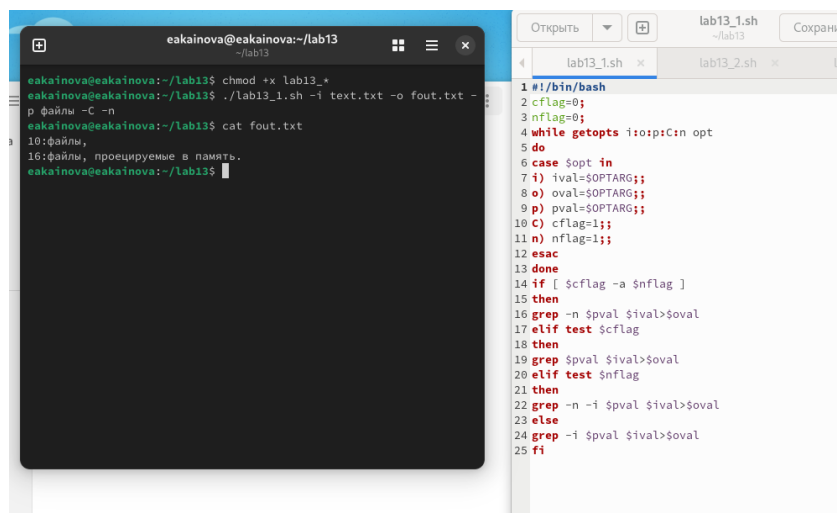 eakainova@eakainova:~/lab13
~/lab13
eakainova@eakainova:~/lab13$ chmod +x lab13_*
eakainova@eakainova:~/lab13$ ./lab13_1.sh -i text.txt -o fout.txt -
p файлы -C -n
eakainova@eakainova:~/lab13$ cat fout.txt
10:файлы,
16:файлы, проецируемые в память.
eakainova@eakainova:~/lab13$
Открыть
lab13_1.sh
~/lab13
Сохрани
lab13_1.sh ×
lab13_2.sh ×
1 #!/bin/bash
2 cflag=0;
3 nflag=0;
4 while getopts i:o:p:C:n opt
5 do
6 case $opt in
7 i) ival=$OPTARG;;
8 o) oval=$OPTARG;;
9 p) pval=$OPTARG;;
10 C) cflag=1;;
11 n) nflag=1;;
12 esac
13 done
14 if [ $cflag -a $nflag ]
15 then
16 grep -n $pval $ival>$oval
17 elif test $cflag
18 then
19 grep $pval $ival>$oval
20 elif test $nflag
21 then
22 grep -n -i $pval $ival>$oval
23 else
24 grep -i $pval $ival>$oval
25 fi